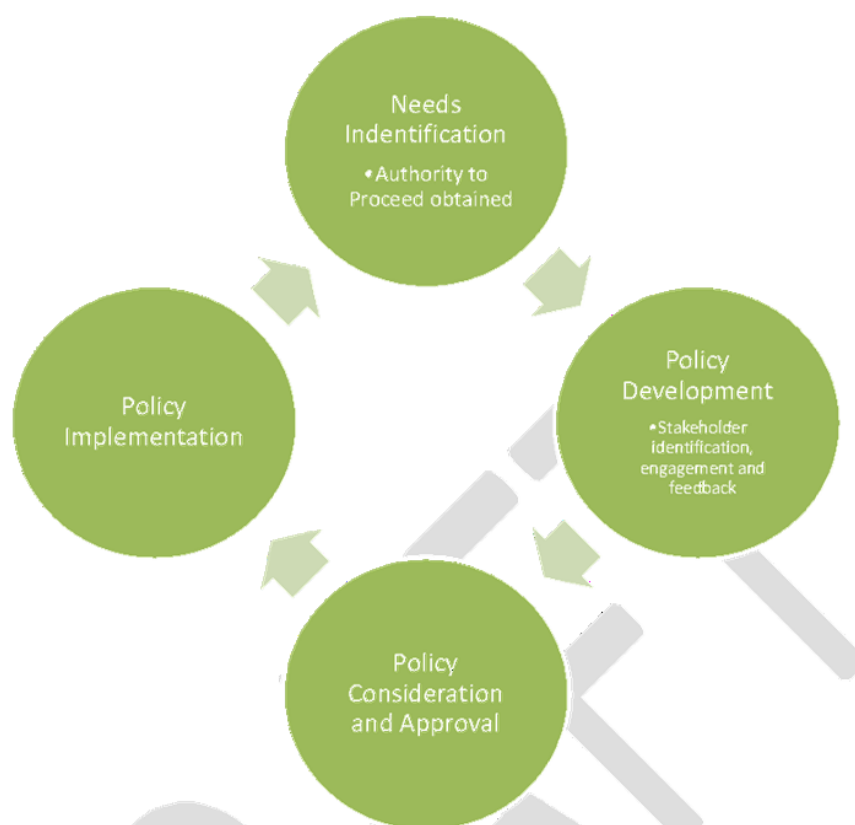 Needs
Indentification
•Authority to
Proceed obtained
Policy
Development
•Stakeholder
identification,
engagement and
feedback
Policy
Consideration
and Approval
Policy
Implementation